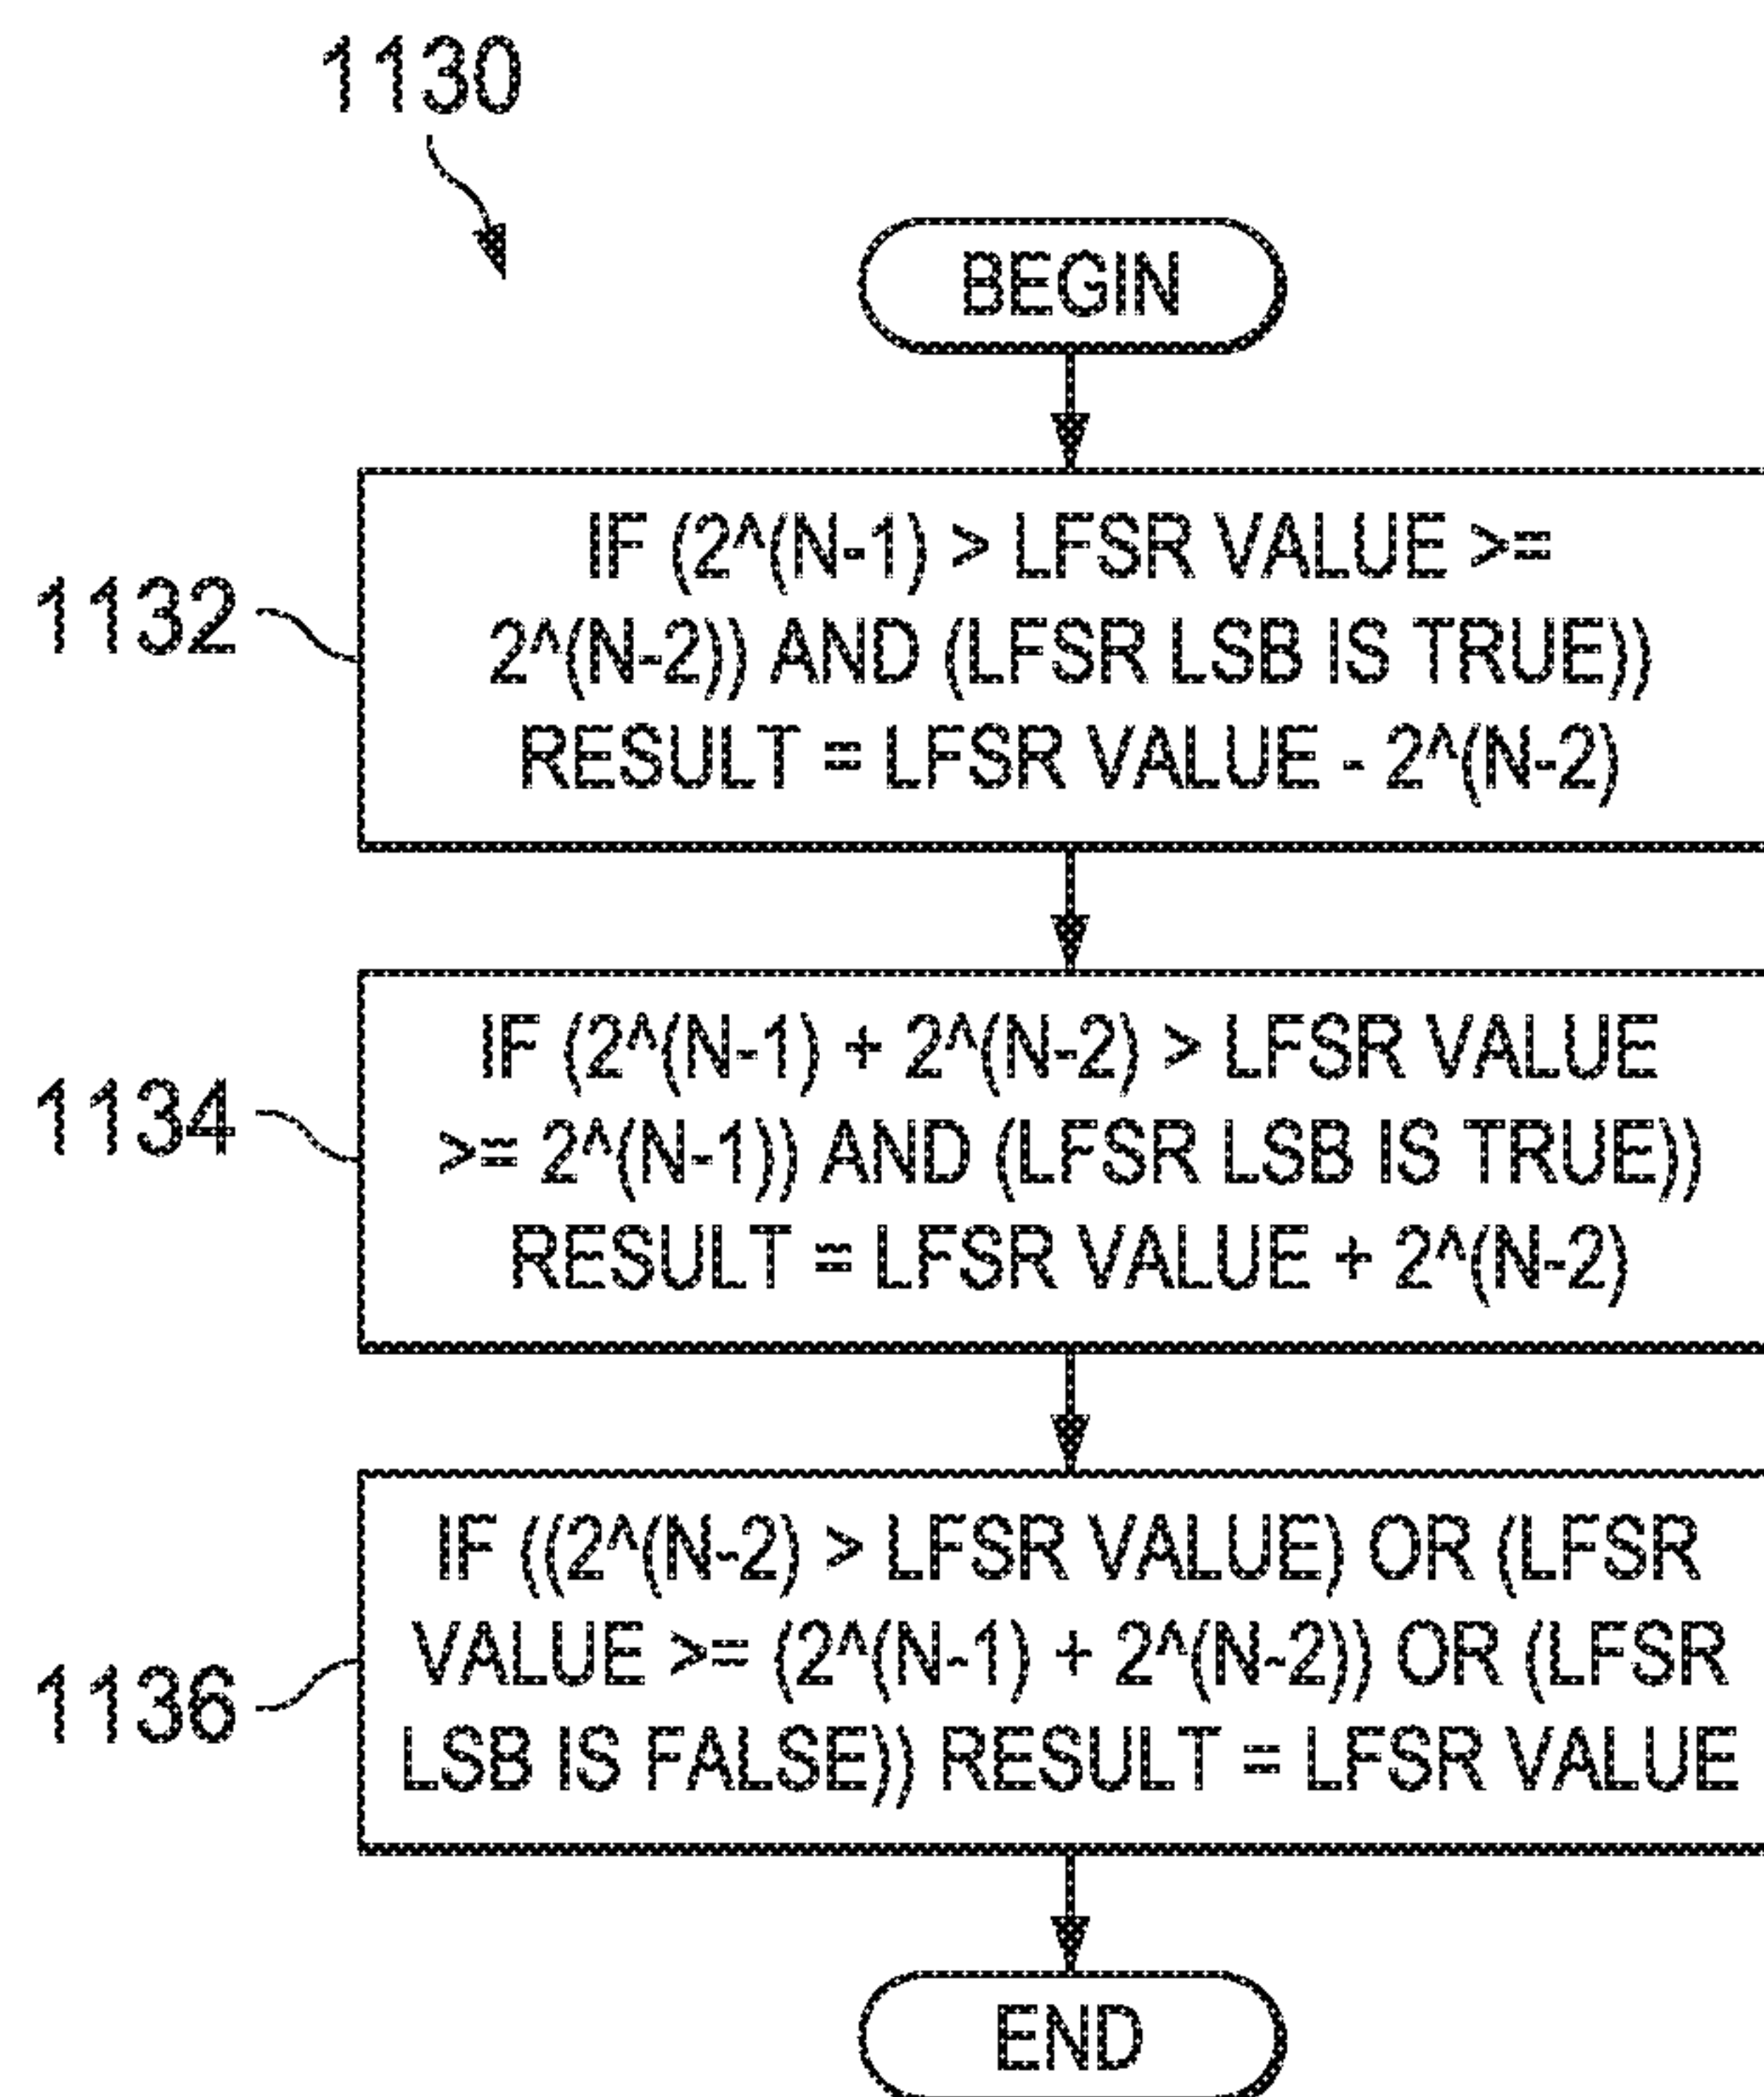 1130
BEGIN
1132
IF (2^(N-1) > LFSR VALUE >=
2^(N-2)) AND (LFSR LSB IS TRUE))
RESULT = LFSR VALUE - 2^(N-2)
1134
IF (2^(N-1) + 2^(N-2) > LFSR VALUE
>= 2^(N-1)) AND (LFSR LSB IS TRUE))
RESULT = LFSR VALUE + 2^(N-2)
1136
IF ((2^(N-2) > LFSR VALUE) OR (LFSR
VALUE >= (2^(N-1) + 2^(N-2)) OR (LFSR
LSB IS FALSE)) RESULT = LFSR VALUE
END